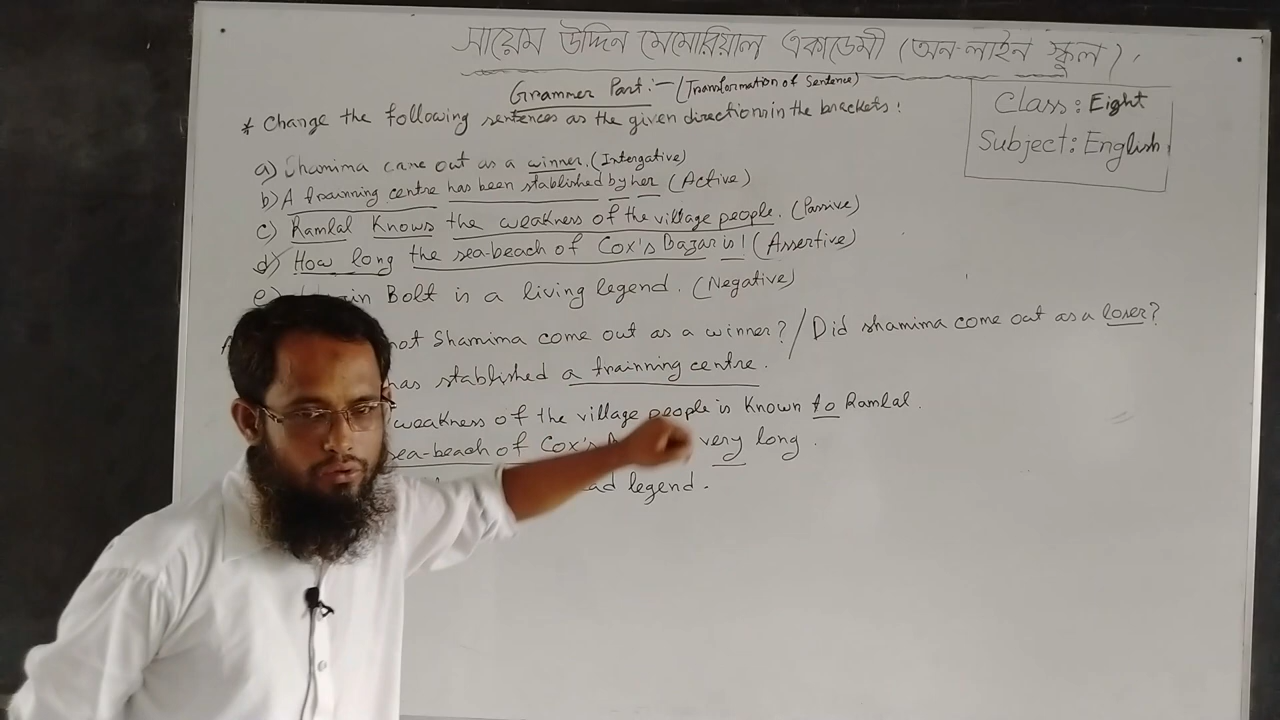 সায়েম উদ্দিন মেমোরিয়াল একাডেমী (অন-লাইন স্কুল)
Grammer Part:- (Transformation of Sentence)
Class: Eight
Subject: English
* Change the following sentences as the given direction in the brackets:
a) Shamima came out as a winner. (Intergative)
b) A trainning centre has been stablished by her (Active)
c) Ramlal Knows the weakness of the village people. (Passive)
d) How long the sea-beach of Cox's Bazar is! (Assertive)
e) Bolt is a living legend. (Negative)
not Shamima come out as a winner? / Did shamima come out as a loser?
has stablished a trainning centre.
weakness of the village people is known to Ramlal.
sea-beach of Cox's very long.
legend.